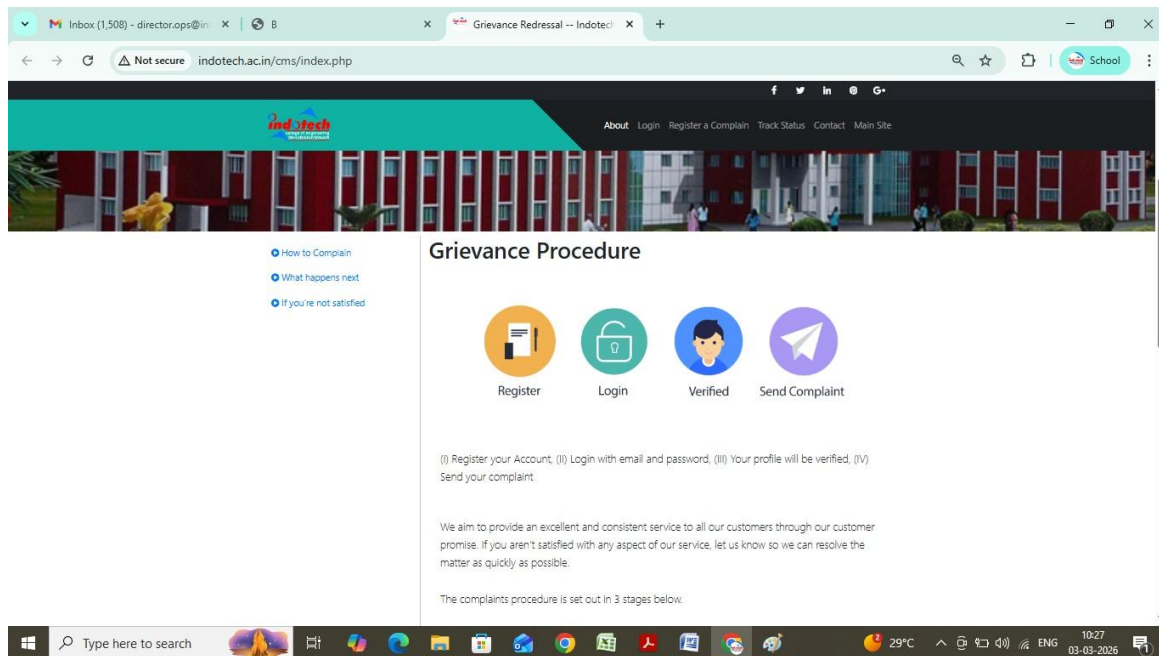 Inbox (1,508) - director.ops@in
B
Grievance Redressal -- Indotech
Not secure indotech.ac.in/cms/index.php
School
G+
indotech
About Login Register a Complain Track Status Contact Main Site
How to Complain
What happens next
If you're not satisfied
Grievance Procedure
Register Login Verified Send Complaint
(I) Register your Account, (II) Login with email and password, (III) Your profile will be verified, (IV)
Send your complaint
We aim to provide an excellent and consistent service to all our customers through our customer
promise. If you aren't satisfied with any aspect of our service, let us know so we can resolve the
matter as quickly as possible.
The complaints procedure is set out in 3 stages below.
Type here to search
29°C
ENG
10:27
03-03-2026